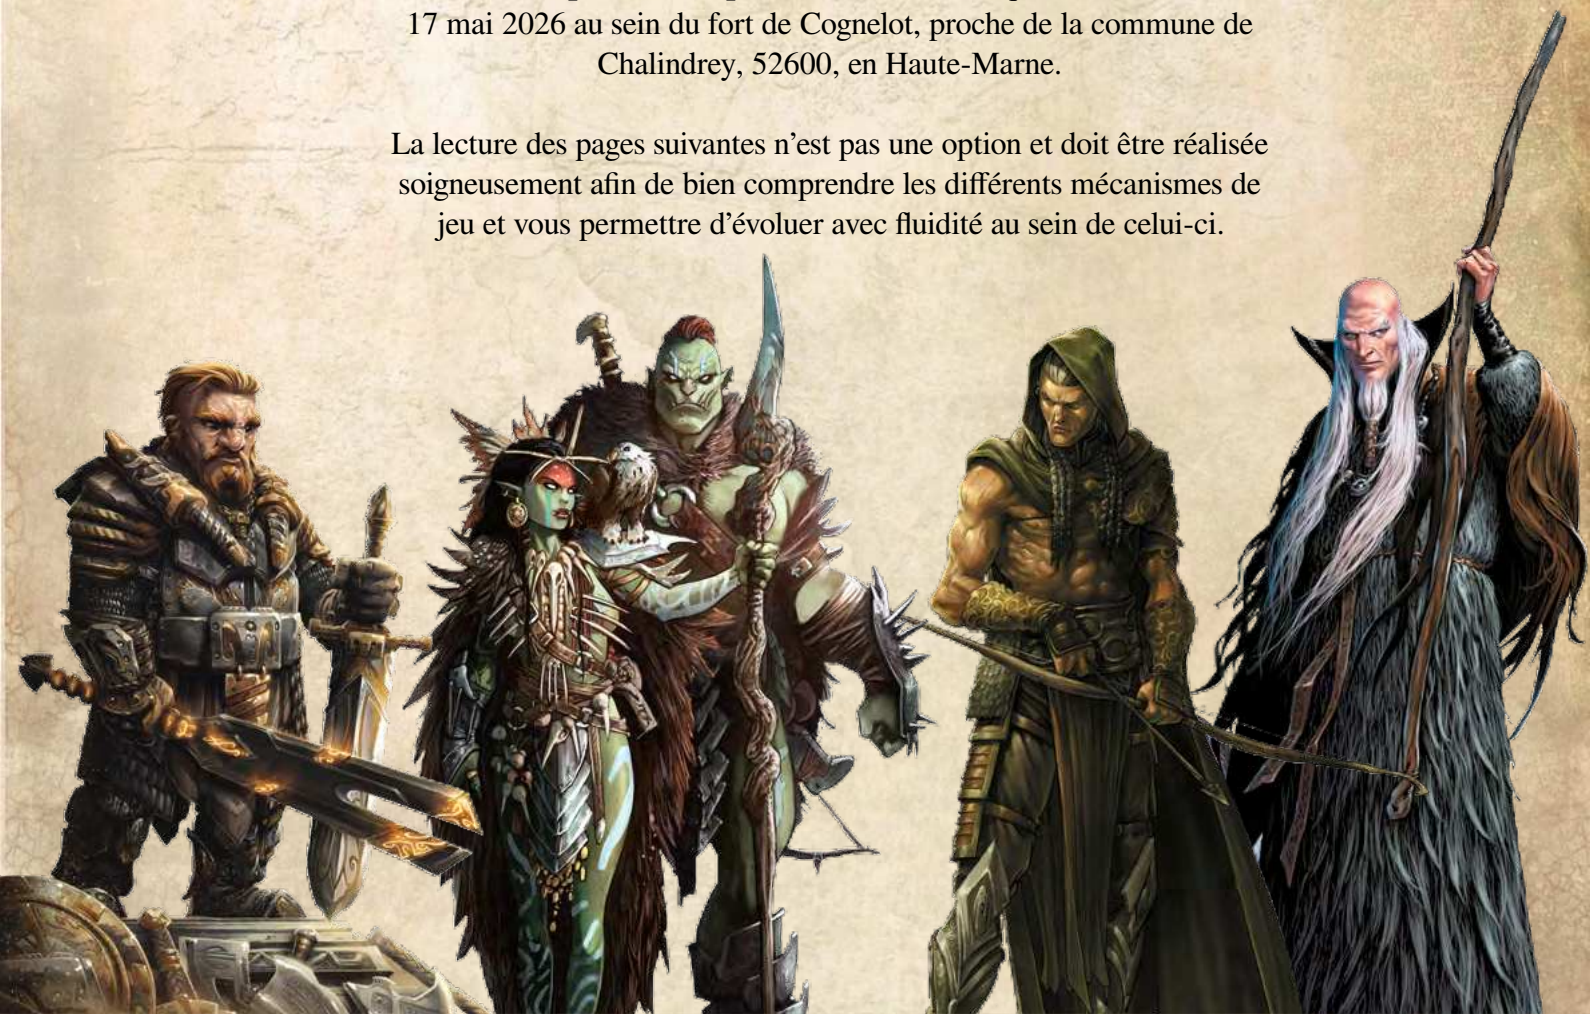 17 mai 2026 au sein du fort de Cognelot, proche de la commune de
Chalindrey, 52600, en Haute-Marne.
La lecture des pages suivantes n'est pas une option et doit être réalisée
soigneusement afin de bien comprendre les différents mécanismes de
jeu et vous permettre d'évoluer avec fluidité au sein de celui-ci.